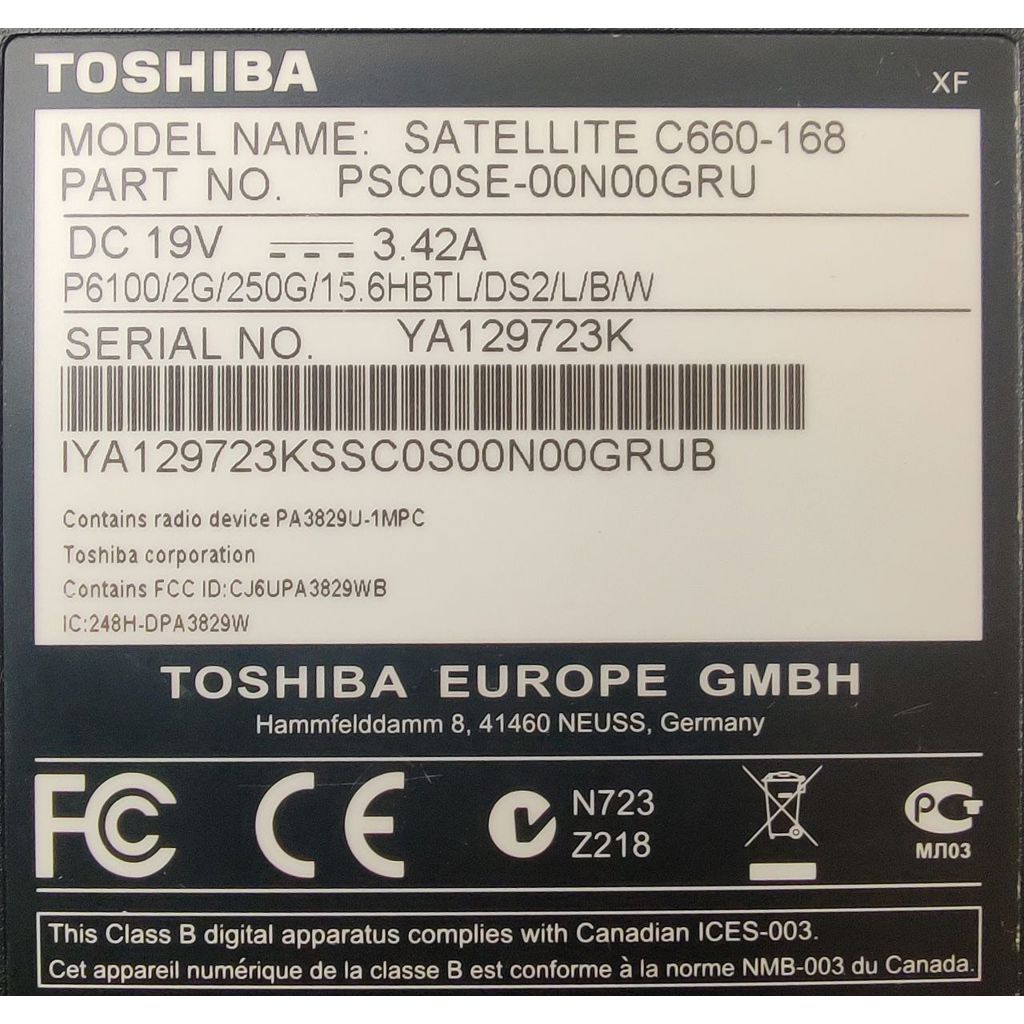 TOSHIBA
XF
MODEL NAME: SATELLITE C660-168
PART NO. PSC0SE-00N00GRU
DC 19V 3.42A
P6100/2G/250G/15.6HBTL/DS2/L/B/W
SERIAL NO. YA129723K
IYA129723KSSC0S00N00GRUB
Contains radio device PA3829U-1MPC
Toshiba corporation
Contains FCC ID:CJ6UPA3829WB
IC:248H-DPA3829W
TOSHIBA EUROPE GMBH
Hammfelddamm 8, 41460 NEUSS, Germany
FC CE N723
Z218
РСТ
МЛ03
This Class B digital apparatus complies with Canadian ICES-003.
Cet appareil numérique de la classe B est conforme à la norme NMB-003 du Canada.